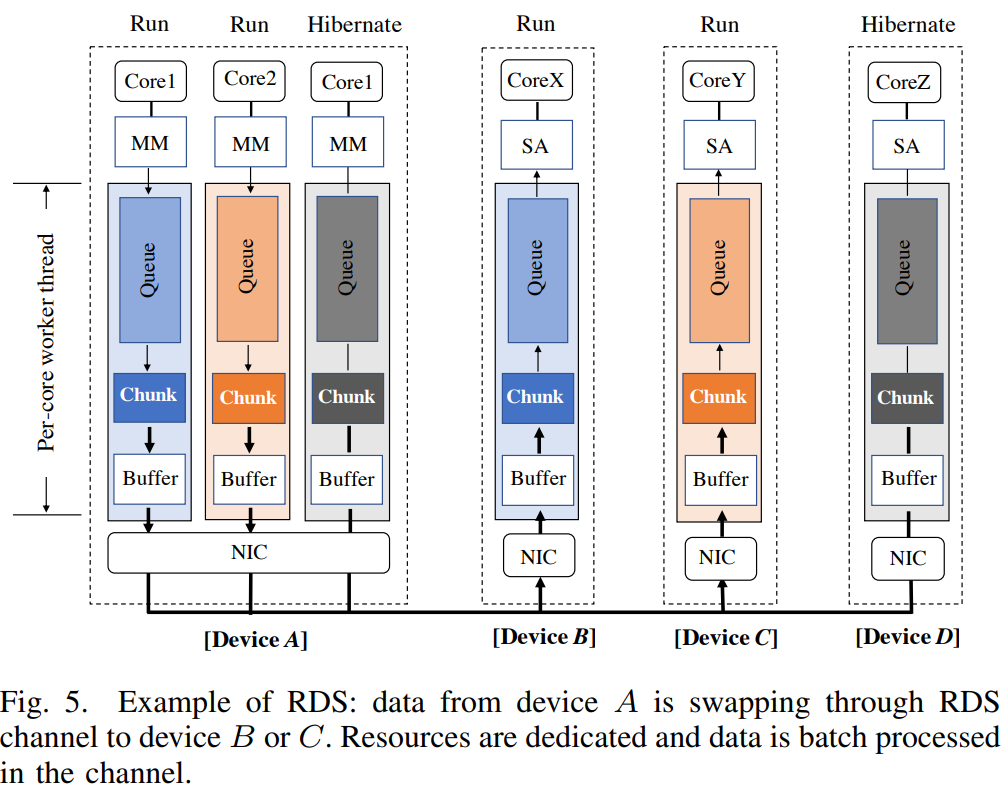 Run Run Hibernate Run Run Hibernate
Core1 Core2 Core1 CoreX CoreY CoreZ
MM MM MM SA SA SA
Per-core worker thread
Queue Queue Queue Queue Queue Queue
Chunk Chunk Chunk Chunk Chunk Chunk
Buffer Buffer Buffer Buffer Buffer Buffer
NIC NIC NIC NIC
[Device A] [Device B] [Device C] [Device D]
Fig. 5. Example of RDS: data from device A is swapping through RDS
channel to device B or C. Resources are dedicated and data is batch processed
in the channel.